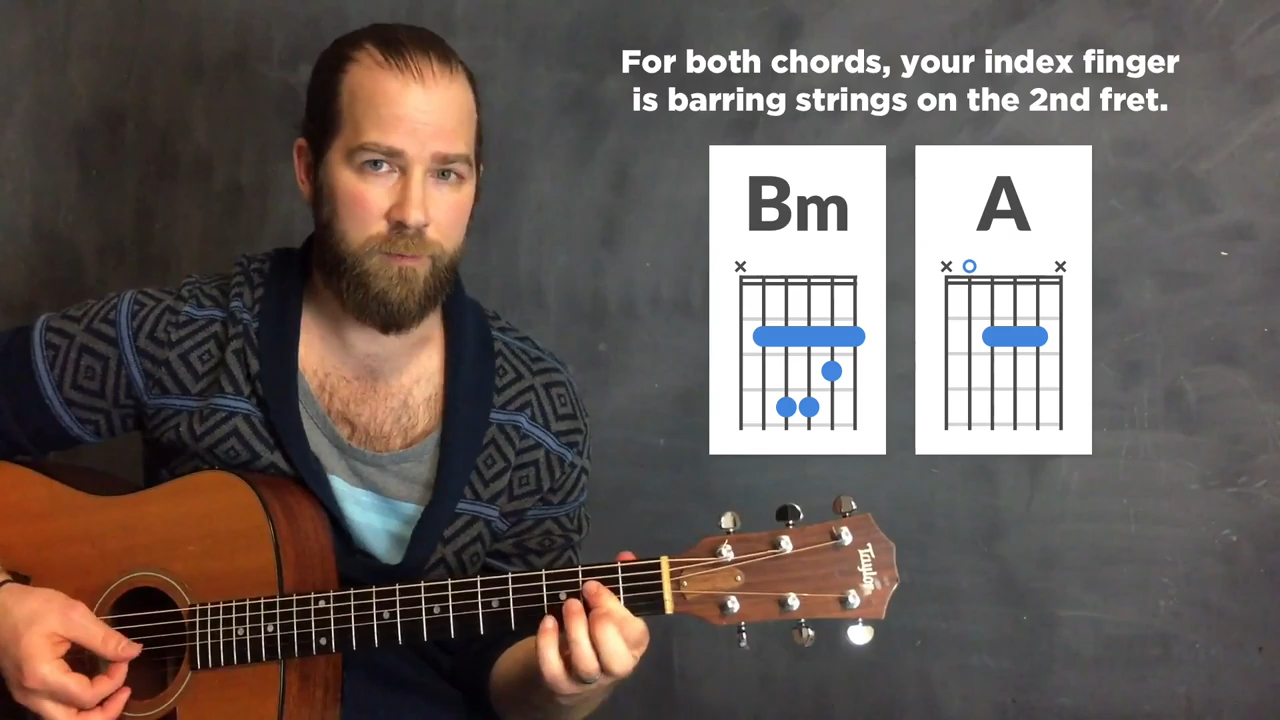 For both chords, your index finger
is barring strings on the 2nd fret.
Bm
A
x
x o x
Taylor